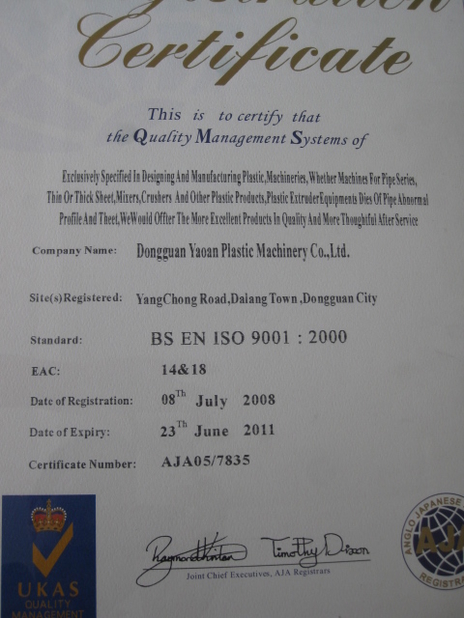 Certificate
This is to certify that
the Quality Management Systems of
Exclusively Specified In Designing And Manufacturing Plastic,Machineries, Whether Machines For Pipe Series,
Thin Or Thick Sheet,Mixers,Crushers And Other Plastic Products,Plastic ExtruderEquipments Dies Of Pipe Abnormal
Profile And Theet,WeWould Offter The More Excellent Products In Quality And More Thoughtful After Service
Company Name: Dongguan Yaoan Plastic Machinery Co.,Ltd.
Site(s)Registered: YangChong Road,Dalang Town ,Dongguan City
Standard: BS EN ISO 9001 : 2000
EAC: 14&18
Date of Registration: 08Th July 2008
Date of Expiry: 23Th June 2011
Certificate Number: AJA05/7835
ANGLO JAPANESE
AJA
REGISTR
Timothy Dixon
Joint Chief Executives, AJA Registrars
UKAS
QUALITY
MANAGEMENT